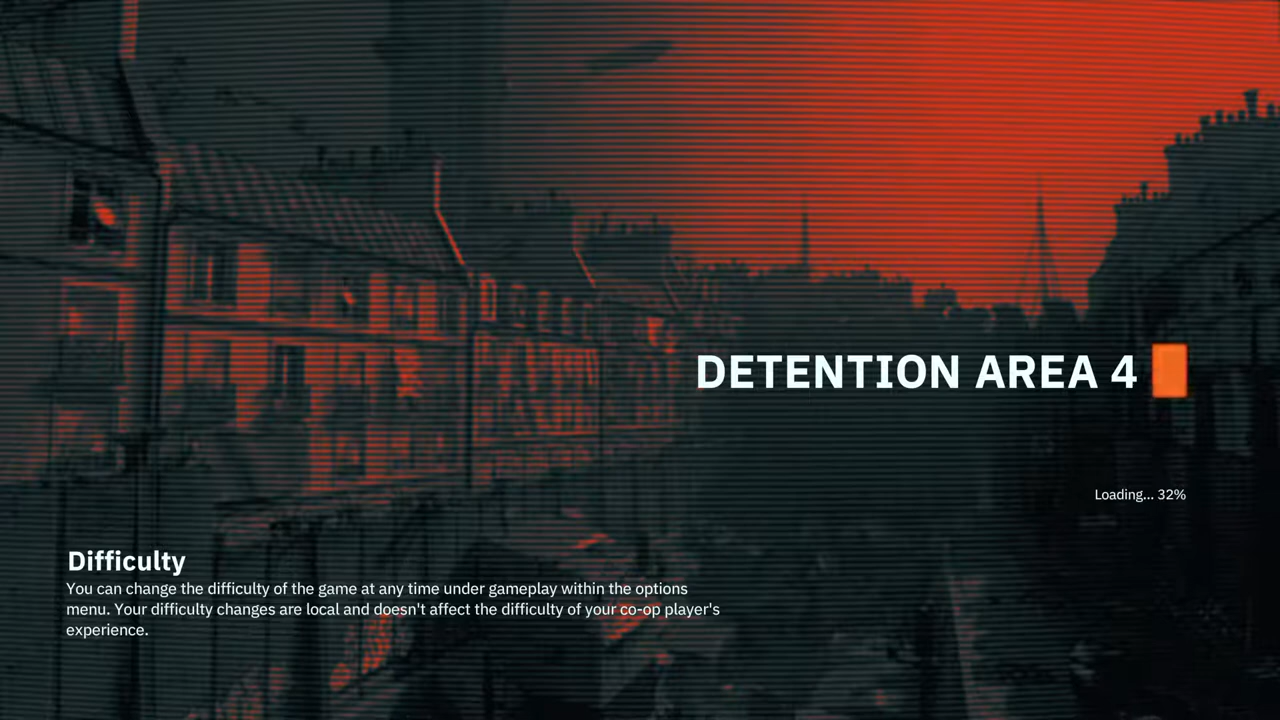 DETENTION AREA 4
Loading... 32%
Difficulty
You can change the difficulty of the game at any time under gameplay within the options
menu. Your difficulty changes are local and doesn't affect the difficulty of your co-op player's
experience.